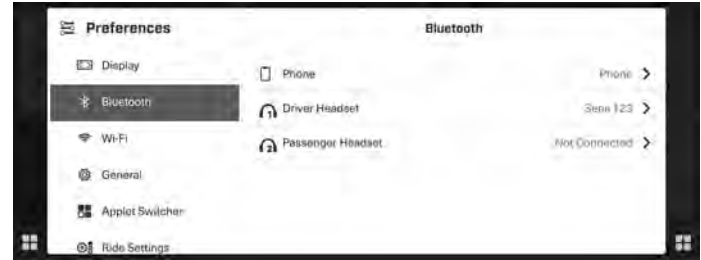 Preferences
Bluetooth
Display
Bluetooth
Wi-Fi
General
Applet Switcher
Ride Settings
Phone
Phone
Driver Headset
Sena 123
Passenger Headset
Not Connected